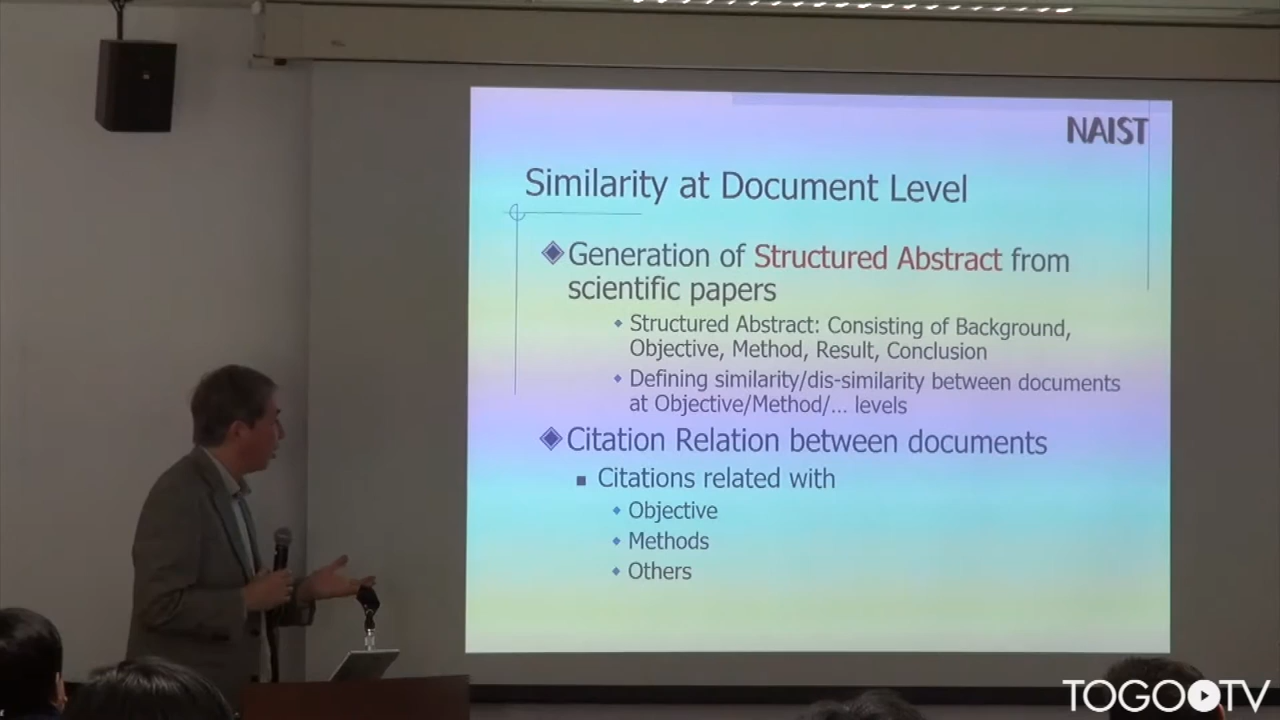 NAIST
Similarity at Document Level
Generation of Structured Abstract from
scientific papers
Structured Abstract: Consisting of Background,
Objective, Method, Result, Conclusion
Defining similarity/dis-similarity between documents
at Objective/Method/... levels
Citation Relation between documents
Citations related with
Objective
Methods
Others
TOGOTV